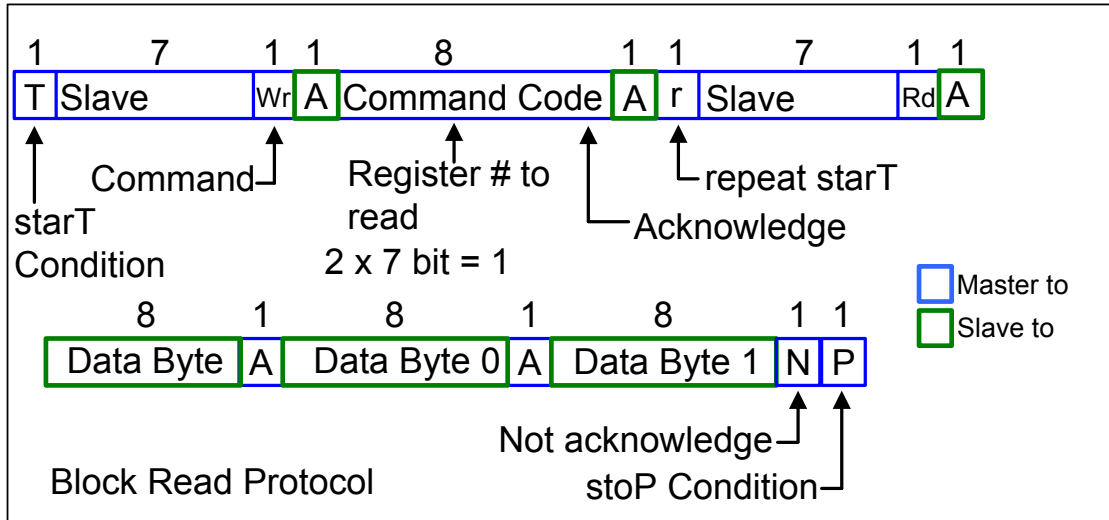 1 7 1 1 8 1 1 7 1 1
T Slave Wr A Command Code A r Slave Rd A
Command
Register # to
read
2 x 7 bit = 1
repeat starT
Acknowledge
starT
Condition
Master to
Slave to
8 1 8 1 8 1 1
Data Byte A Data Byte 0 A Data Byte 1 N P
Not acknowledge
stoP Condition
Block Read Protocol